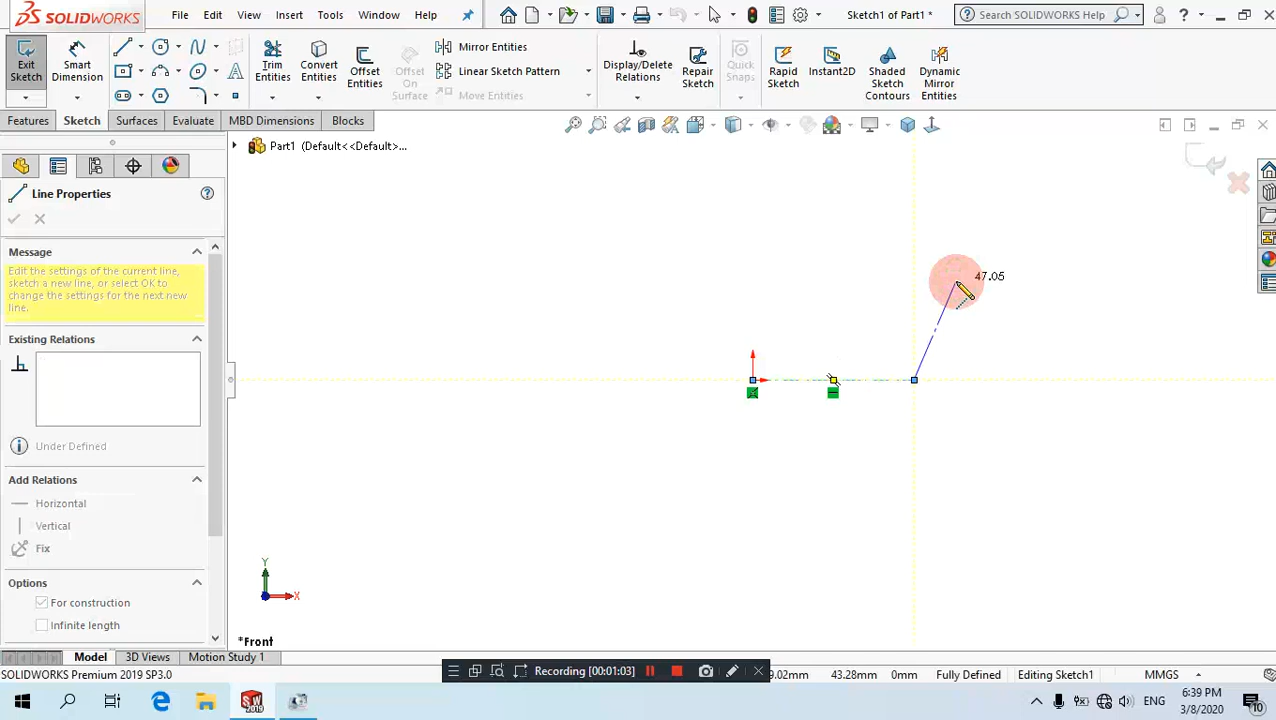 SOLIDWORKS File Edit View Insert Tools Window Help Sketch1 of Part1 * Search SOLIDWORKS Help ?
Exit Sketch Smart Dimension Trim Entities Convert Entities Offset Entities Offset On Surface Mirror Entities Linear Sketch Pattern Move Entities Display/Delete Relations Repair Sketch Quick Snaps Rapid Sketch Instant2D Shaded Sketch Contours Dynamic Mirror Entities
Features Sketch Surfaces Evaluate MBD Dimensions Blocks
Part1 (Default<<Default>...
Line Properties
Message
Edit the settings of the current line,
sketch a new line, or select OK to
change the settings for the next new
line.
47.05
Existing Relations
Under Defined
Add Relations
Horizontal
Vertical
Fix
Options
For construction
Infinite length
Y
X
*Front
Model 3D Views Motion Study 1
Recording [00:01:03]
SOLIDWORKS Premium 2019 SP3.0 9.02mm 43.28mm 0mm Fully Defined Editing Sketch1 MMGS
SW 2019
ENG
6:39 PM
3/8/2020
10